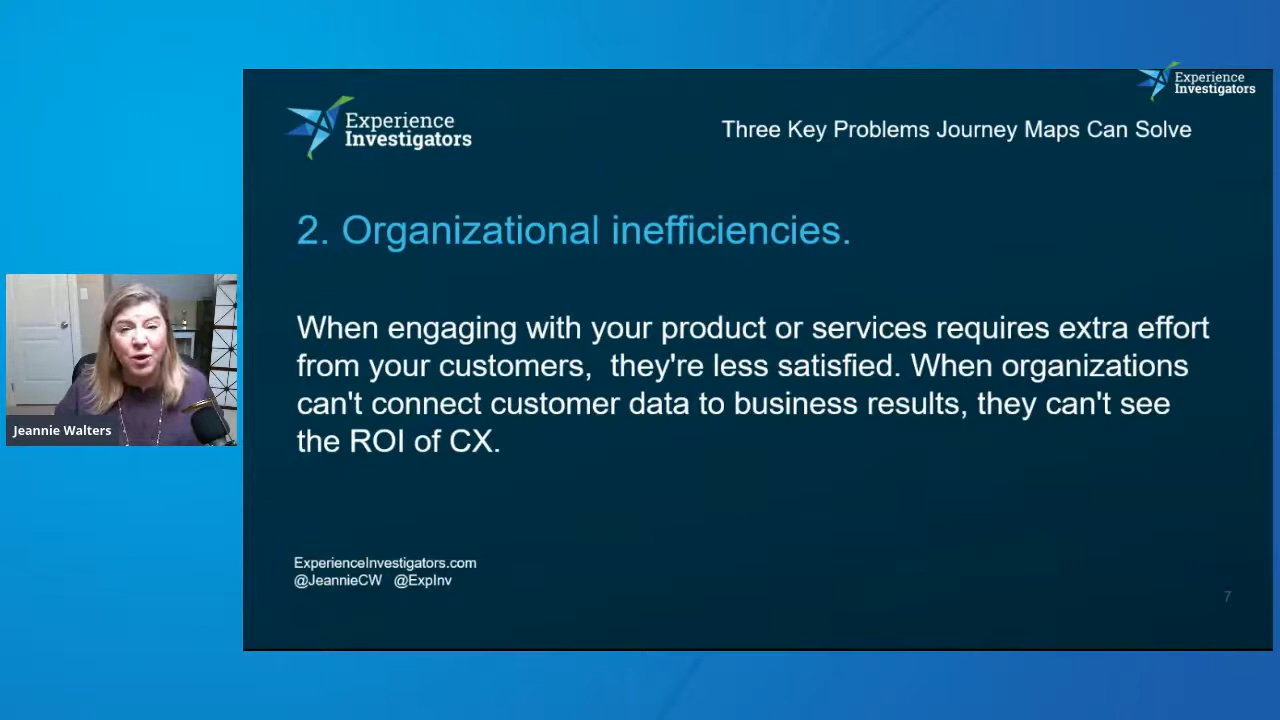 Experience
Investigators
Experience
Investigators
Three Key Problems Journey Maps Can Solve
2. Organizational inefficiencies.
When engaging with your product or services requires extra effort
from your customers,  they're less satisfied. When organizations
can't connect customer data to business results, they can't see
the ROI of CX.
Jeannie Walters
ExperienceInvestigators.com
@JeannieCW @ExpInv
7